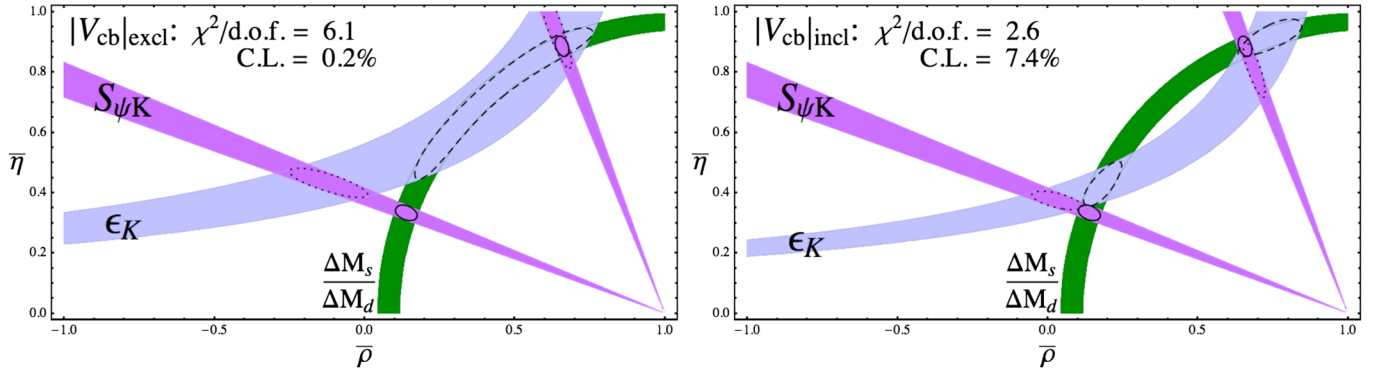 |V_cb|_excl: χ²/d.o.f. = 6.1
C.L. = 0.2%
S_ψK
ϵ_K
ΔM_s
ΔM_d
η̅
1.0
0.8
0.6
0.4
0.2
0.0
−1.0 −0.5 0.0 0.5 1.0
ρ̅
|V_cb|_incl: χ²/d.o.f. = 2.6
C.L. = 7.4%
S_ψK
ϵ_K
ΔM_s
ΔM_d
η̅
1.0
0.8
0.6
0.4
0.2
0.0
−1.0 −0.5 0.0 0.5 1.0
ρ̅